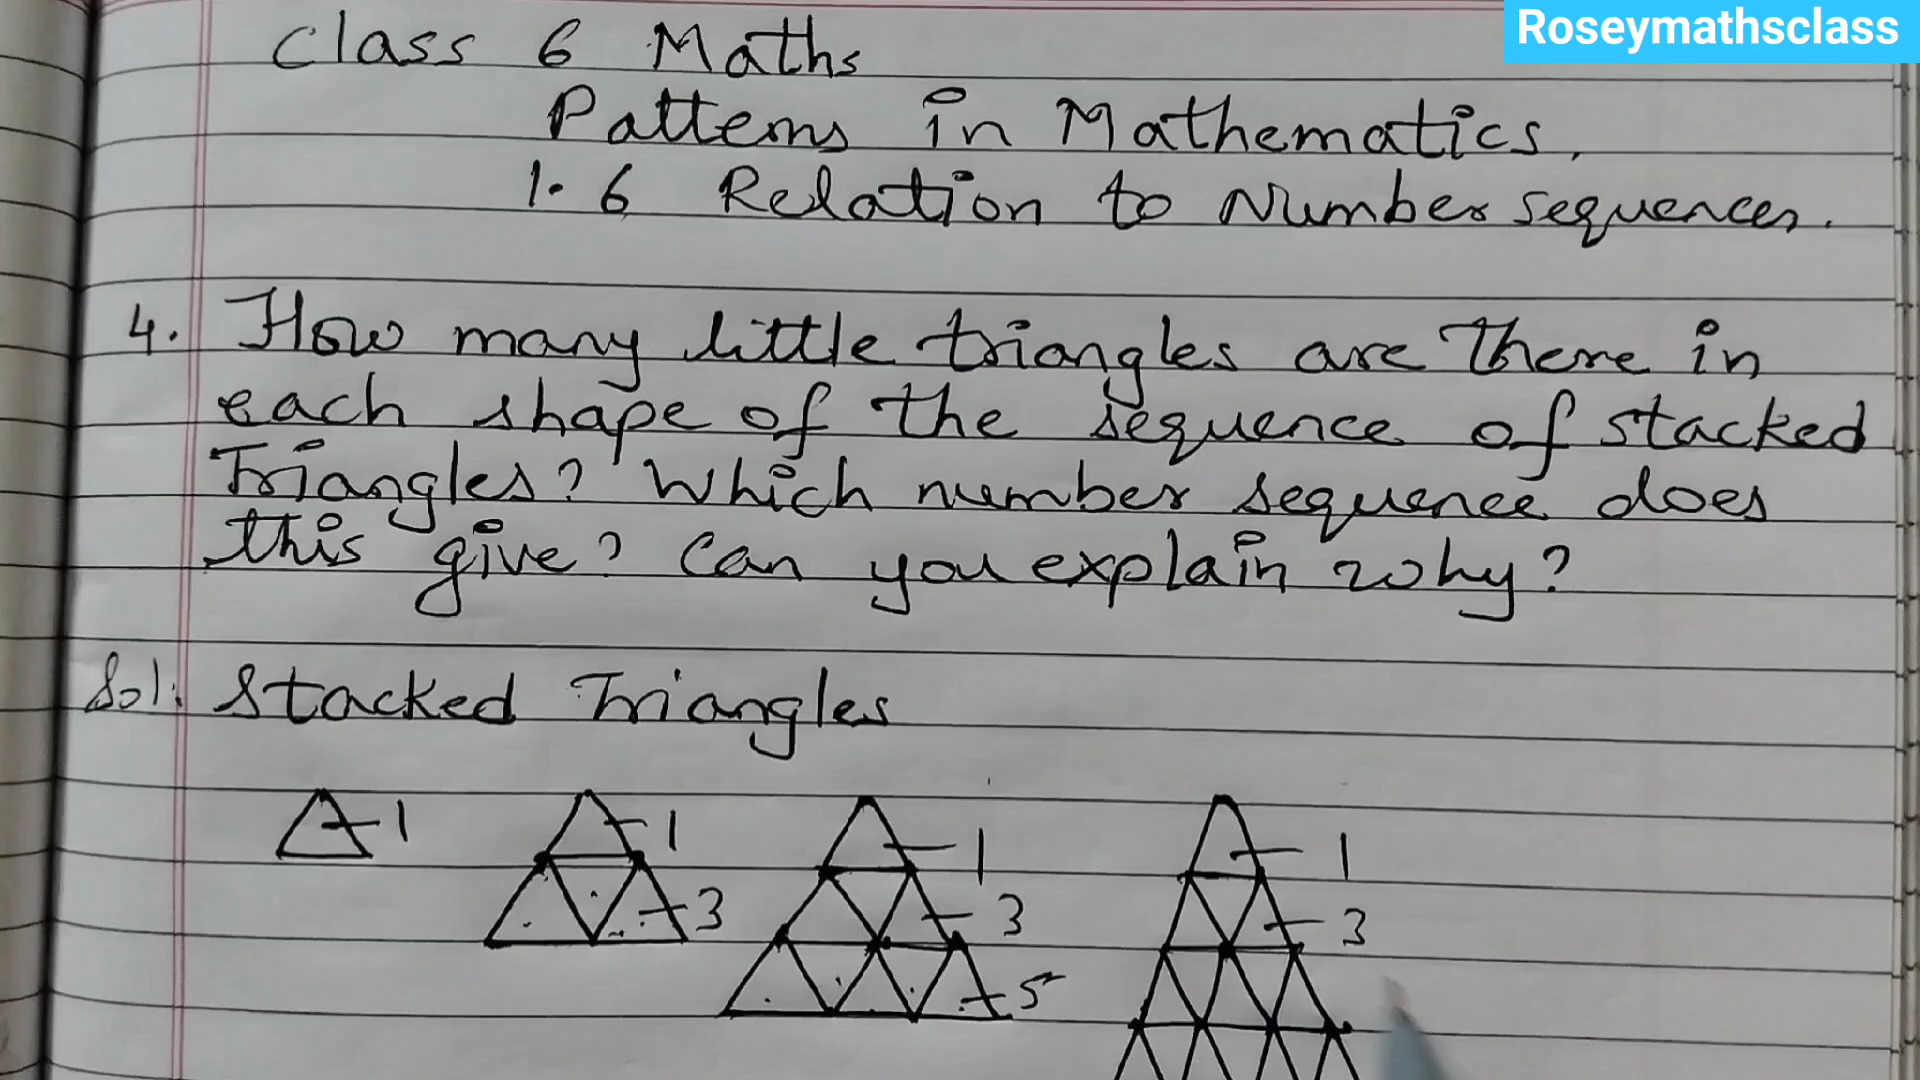 Roseymathsclass
Class 6 Maths
Patterns in Mathematics.
1.6 Relation to Number sequences.
4. How many little triangles are there in
each shape of the sequence of stacked
Triangles? Which number sequence does
this give? Can you explain why?
Sol: Stacked Triangles
1 1 1 1
3 3 3
5